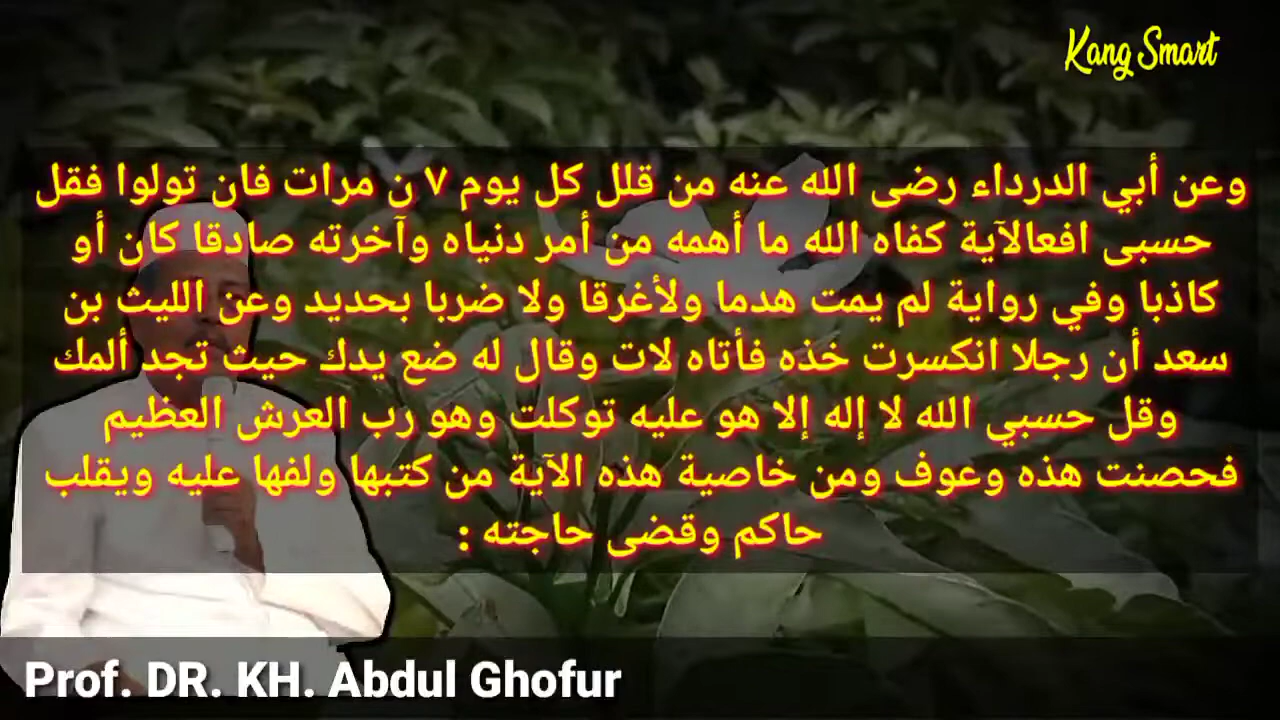 Kang Smart
وعن أبي الدرداء رضى الله عنه من قلل كل يوم ٧ ن مرات فان تولوا فقل
حسبى افعالآية كفاه الله ما أهمه من أمر دنياه وآخرته صادقا كان أو
كاذبا وفي رواية لم يمت هدما ولأغرقا ولا ضربا بحديد وعن الليث بن
سعد أن رجلا انكسرت خذه فأتاه لات وقال له ضع يدك حيث تجد ألمك
وقل حسبي الله لا إله إلا هو عليه توكلت وهو رب العرش العظيم
فحصنت هذه وعوف ومن خاصية هذه الآية من كتبها ولفها عليه ويقلب
حاكم وقضى حاجته :
Prof. DR. KH. Abdul Ghofur